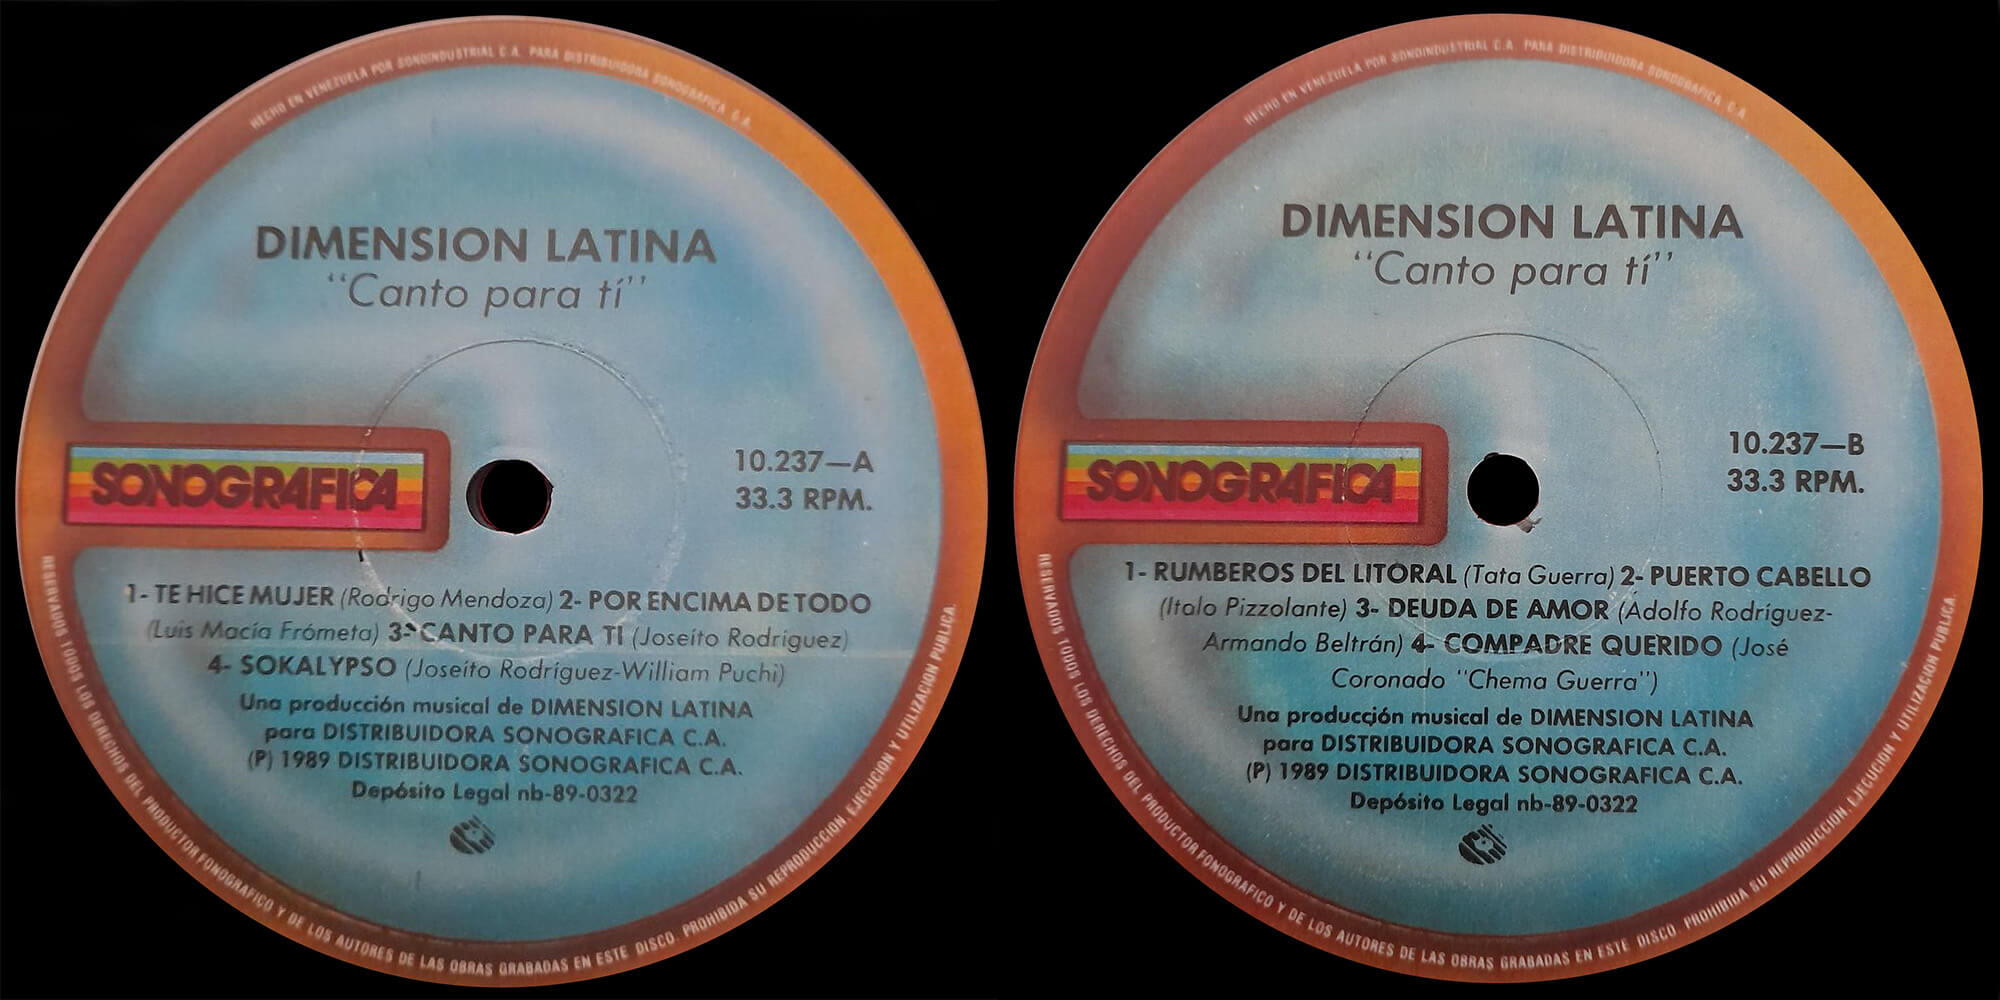 HECHO EN VENEZUELA POR SONOINDUSTRIAL C.A. PARA DISTRIBUIDORA SONOGRAFICA, C.A.
DIMENSION LATINA
"Canto para tí"
SONOGRAFICA
10.237—A
33.3 RPM.
1- TE HICE MUJER (Rodrigo Mendoza) 2- POR ENCIMA DE TODO
(Luis Macía Frómeta) 3- CANTO PARA TI (Joseíto Rodríguez)
4- SOKALYPSO (Joseíto Rodríguez-William Puchi)
Una producción musical de DIMENSION LATINA
para DISTRIBUIDORA SONOGRAFICA C.A.
(P) 1989 DISTRIBUIDORA SONOGRAFICA C.A.
Depósito Legal nb-89-0322
RESERVADOS TODOS LOS DERECHOS DEL PRODUCTOR FONOGRAFICO Y DE LOS AUTORES DE LAS OBRAS GRABADAS EN ESTE DISCO. PROHIBIDA SU REPRODUCCION, EJECUCION Y UTILIZACION PUBLICA.
HECHO EN VENEZUELA POR SONOINDUSTRIAL C.A. PARA DISTRIBUIDORA SONOGRAFICA, C.A.
DIMENSION LATINA
"Canto para tí"
SONOGRAFICA
10.237—B
33.3 RPM.
1- RUMBEROS DEL LITORAL (Tata Guerra) 2- PUERTO CABELLO
(Italo Pizzolante) 3- DEUDA DE AMOR (Adolfo Rodríguez-
Armando Beltrán) 4- COMPADRE QUERIDO (José
Coronado "Chema Guerra")
Una producción musical de DIMENSION LATINA
para DISTRIBUIDORA SONOGRAFICA C.A.
(P) 1989 DISTRIBUIDORA SONOGRAFICA C.A.
Depósito Legal nb-89-0322
RESERVADOS TODOS LOS DERECHOS DEL PRODUCTOR FONOGRAFICO Y DE LOS AUTORES DE LAS OBRAS GRABADAS EN ESTE DISCO. PROHIBIDA SU REPRODUCCION, EJECUCION Y UTILIZACION PUBLICA.